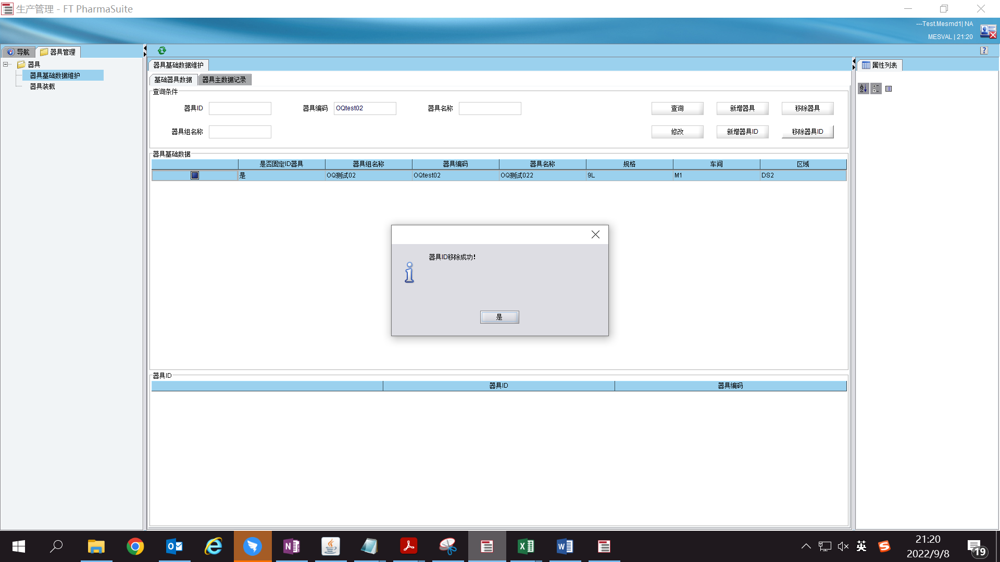 生产管理 - FT PharmaSuite
---Test.Mesmd1| NA
MESVAL | 21:20
导航
器具管理
器具
器具基础数据维护
器具装载
器具基础数据维护
基础器具数据
器具主数据记录
查询条件
器具ID
器具编码 OQtest02
器具名称
查询
新增器具
移除器具
器具组名称
修改
新增器具ID
移除器具ID
器具基础数据
是否固定ID器具 器具组名称 器具编码 器具名称 规格 车间 区域
是 OQ测试02 OQtest02 OQ测试022 9L M1 DS2
器具ID移除成功!
是
器具ID
器具ID 器具编码
属性列表
英
21:20
2022/9/8
19